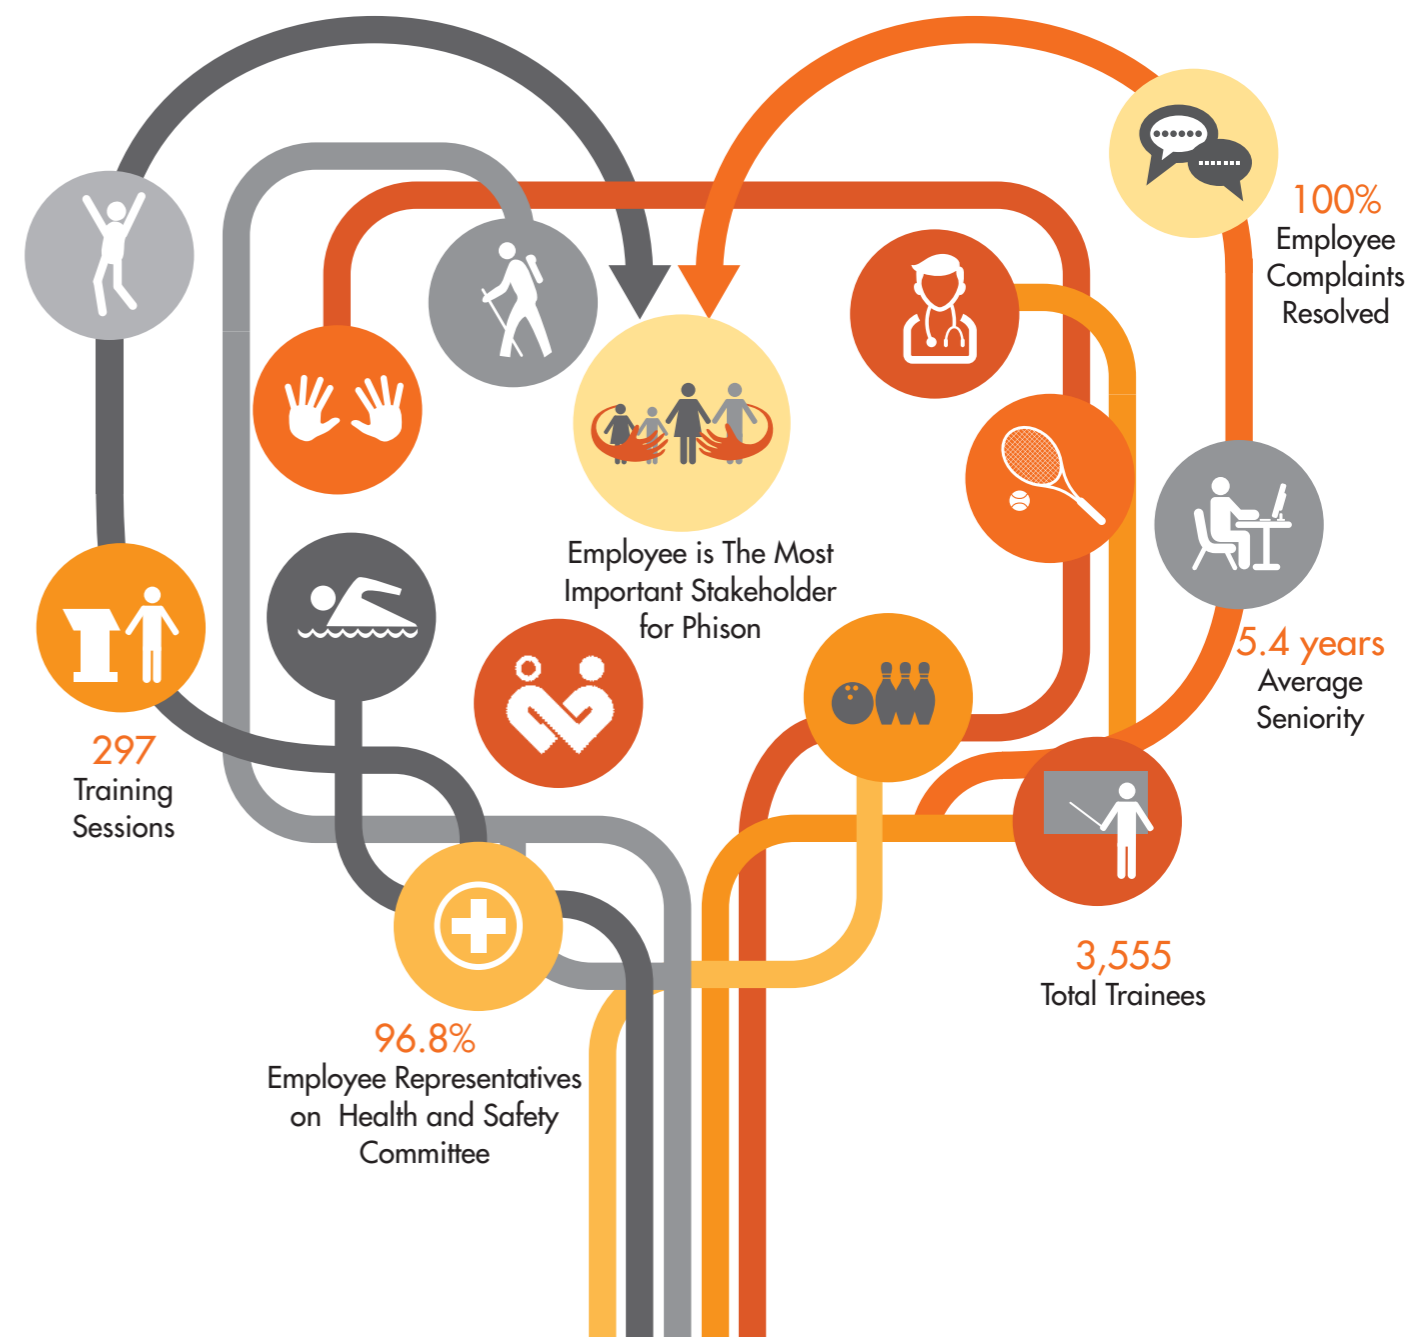 100%
Employee
Complaints
Resolved
Employee is The Most
Important Stakeholder
for Phison
5.4 years
Average
Seniority
297
Training
Sessions
3,555
Total Trainees
96.8%
Employee Representatives
on Health and Safety
Committee